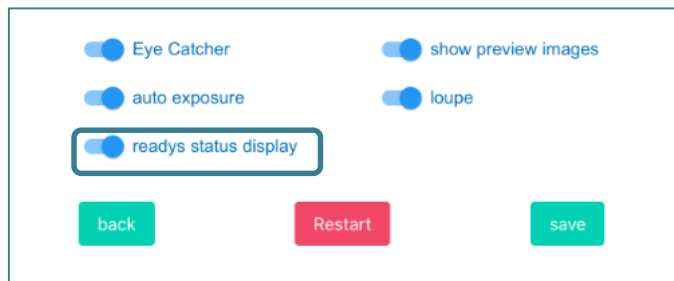 Eye Catcher
show preview images
auto exposure
loupe
readys status display
back
Restart
save